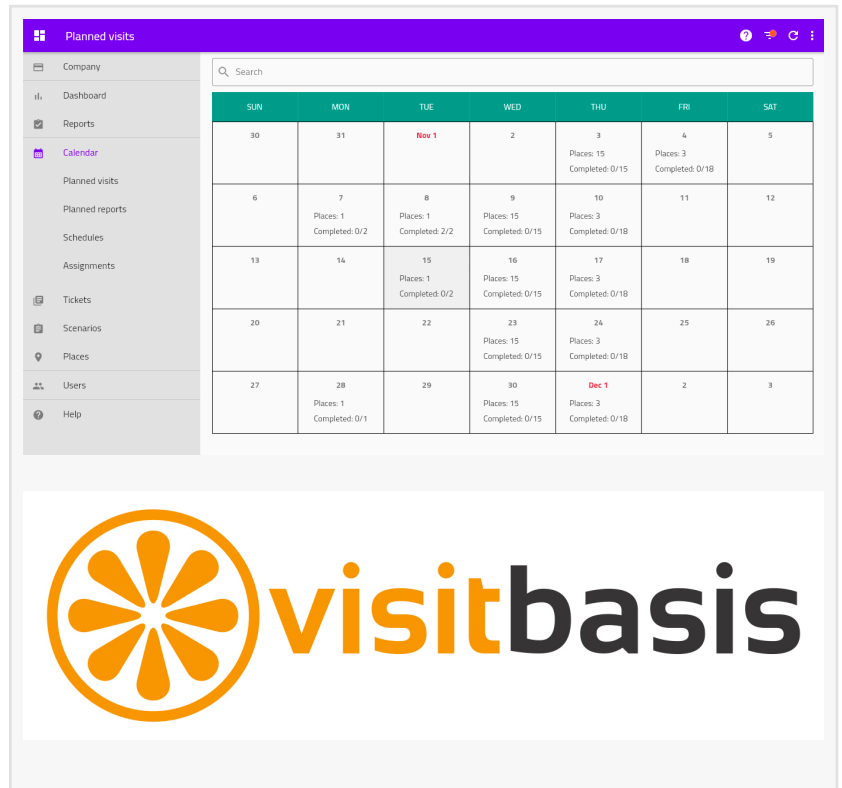 Planned visits
Company
Dashboard
Reports
Calendar
Planned visits
Planned reports
Schedules
Assignments
Tickets
Scenarios
Places
Users
Help
Search
SUN MON TUE WED THU FRI SAT
30 31 Nov 1 2 3 4 5
Places: 15 Places: 3
Completed: 0/15 Completed: 0/18
6 7 8 9 10 11 12
Places: 1 Places: 1 Places: 15 Places: 3
Completed: 0/2 Completed: 2/2 Completed: 0/15 Completed: 0/18
13 14 15 16 17 18 19
Places: 1 Places: 15 Places: 3
Completed: 0/2 Completed: 0/15 Completed: 0/18
20 21 22 23 24 25 26
Places: 15 Places: 3
Completed: 0/15 Completed: 0/18
27 28 29 30 Dec 1 2 3
Places: 1 Places: 15 Places: 3
Completed: 0/1 Completed: 0/15 Completed: 0/18
visitbasis